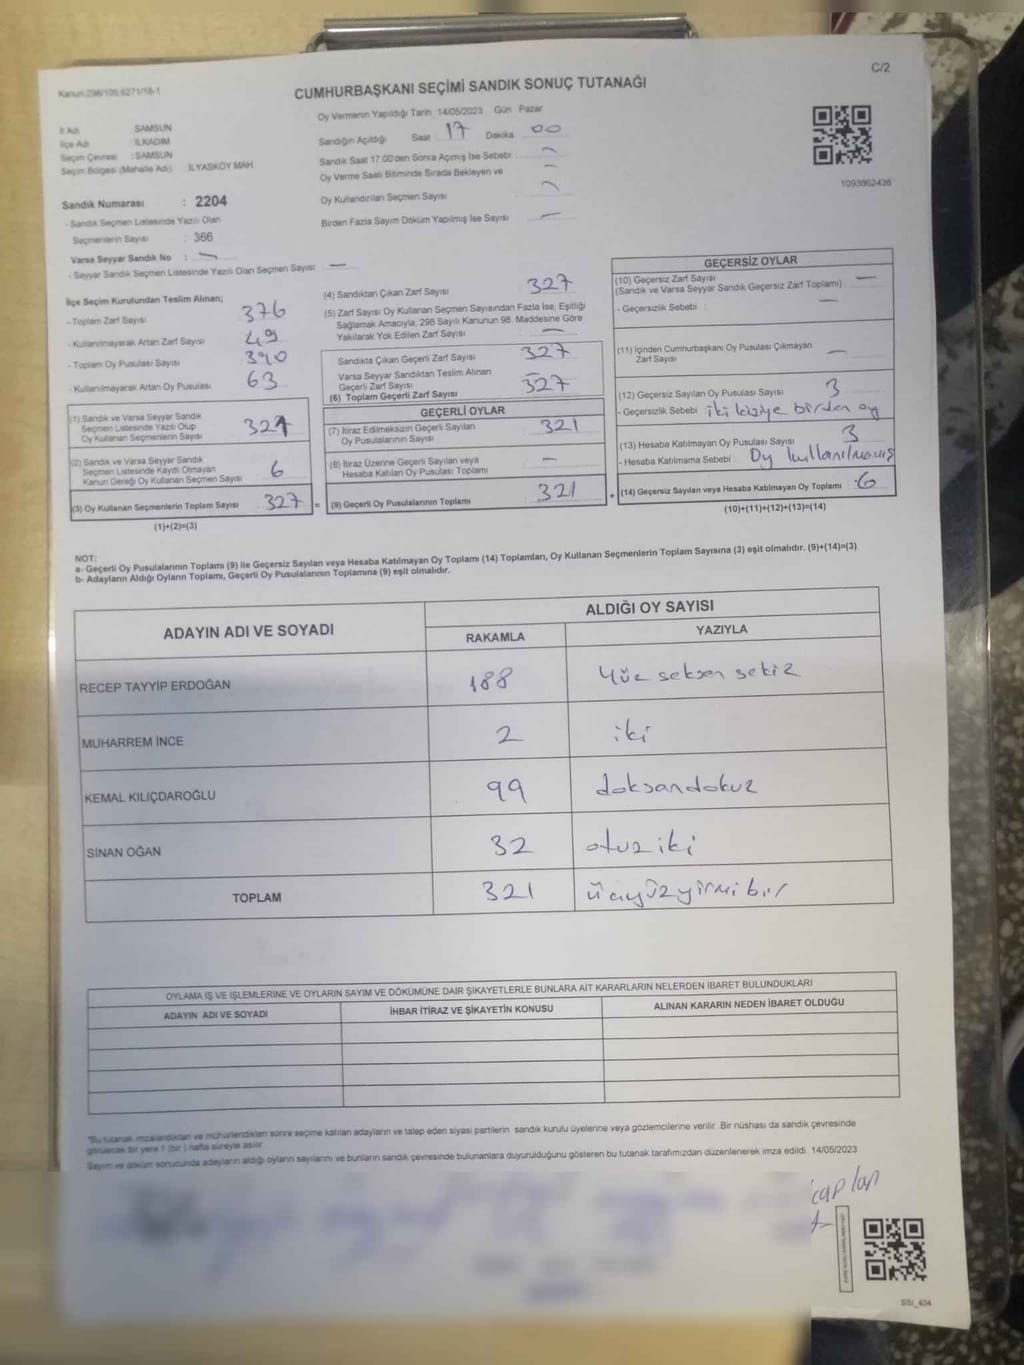 C/2
Kanun:298/105;6271/18-1
CUMHURBAŞKANI SEÇİMİ SANDIK SONUÇ TUTANAĞI
Oy Vermenin Yapıldığı Tarih 14/05/2023 Gün Pazar
İl Adı SAMSUN
İlçe Adı : İLKADIM
Seçim Çevresi : SAMSUN
Seçim Bölgesi (Mahalle Adı) İLYASKÖY MAH.
Sandığın Açıldığı Saat 17 Dakika 00
Sandık Saat 17.00'den Sonra Açımış İse Sebebi : —
Oy Verme Saati Bitiminde Sırada Bekleyen ve —
Oy Kullandırılan Seçmen Sayısı —
Birden Fazla Sayım Döküm Yapılmış İse Sayısı —
1093862436
Sandık Numarası : 2204
- Sandık Seçmen Listesinde Yazılı Olan
Seçmenlerin Sayısı : 366
Varsa Seyyar Sandık No : —
- Seyyar Sandık Seçmen Listesinde Yazılı Olan Seçmen Sayısı —
İlçe Seçim Kurulundan Teslim Alınan;
- Toplam Zarf Sayısı 376
- Kullanılmayarak Artan Zarf Sayısı 49
- Toplam Oy Pusulası Sayısı 390
- Kullanılmayarak Artan Oy Pusulası 63
(1) Sandık ve Varsa Seyyar Sandık
Seçmen Listesinde Yazılı Olup
Oy Kullanan Seçmenlerin Sayısı
(2) Sandık ve Varsa Seyyar Sandık
Seçmen Listesinde Kaydı Olmayan
Kanun Gereği Oy Kullanan Seçmen Sayısı 6
(3) Oy Kullanan Seçmenlerin Toplam Sayısı 327 =
(1)+(2)=(3)
(4) Sandıktan Çıkan Zarf Sayısı 327
(5) Zarf Sayısı Oy Kullanan Seçmen Sayısından Fazla İse, Eşitliği
Sağlamak Amacıyla, 298 Sayılı Kanunun 98. Maddesine Göre
Yakılarak Yok Edilen Zarf Sayısı —
Sandıkta Çıkan Geçerli Zarf Sayısı 327
Varsa Seyyar Sandıktan Teslim Alınan
Geçerli Zarf Sayısı —
(6) Toplam Geçerli Zarf Sayısı 327
GEÇERLİ OYLAR
(7) İtiraz Edilmeksizin Geçerli Sayılan
Oy Pusulalarının Sayısı 321
(8) İtiraz Üzerine Geçerli Sayılan veya
Hesaba Katılan Oy Pusulası Toplamı —
(9) Geçerli Oy Pusulalarının Toplamı 321 +
GEÇERSİZ OYLAR
(10) Geçersiz Zarf Sayısı —
(Sandık ve Varsa Seyyar Sandık Geçersiz Zarf Toplamı)
- Geçersizlik Sebebi : —
(11) İçinden Cumhurbaşkanı Oy Pusulası Çıkmayan
Zarf Sayısı —
(12) Geçersiz Sayılan Oy Pusulası Sayısı 3
- Geçersizlik Sebebi iki kişiye birden oy
(13) Hesaba Katılmayan Oy Pusulası Sayısı 3
- Hesaba Katılmama Sebebi : Oy kullanılmamış
(14) Geçersiz Sayılan veya Hesaba Katılmayan Oy Toplamı 6
(10)+(11)+(12)+(13)=(14)
NOT:
a- Geçerli Oy Pusulalarının Toplamı (9) ile Geçersiz Sayılan veya Hesaba Katılmayan Oy Toplamı (14) Toplamları, Oy Kullanan Seçmenlerin Toplam Sayısına (3) eşit olmalıdır. (9)+(14)=(3)
b- Adayların Aldığı Oyların Toplamı, Geçerli Oy Pusulalarının Toplamına (9) eşit olmalıdır.
ADAYIN ADI VE SOYADI ALDIĞI OY SAYISI
RAKAMLA YAZIYLA
RECEP TAYYİP ERDOĞAN 188 Yüz seksen sekiz
MUHARREM İNCE 2 iki
KEMAL KILIÇDAROĞLU 99 doksandokuz
SİNAN OĞAN 32 otuziki
TOPLAM 321 üçyüzyirmibir
OYLAMA İŞ VE İŞLEMLERİNE VE OYLARIN SAYIM VE DÖKÜMÜNE DAİR ŞİKAYETLERLE BUNLARA AİT KARARLARIN NELERDEN İBARET BULUNDUKLARI
ADAYIN ADI VE SOYADI İHBAR İTİRAZ VE ŞİKAYETİN KONUSU ALINAN KARARIN NEDEN İBARET OLDUĞU
*Bu tutanak imzalandıktan ve mühürlendikten sonra seçime katılan adayların ve talep eden siyasi partilerin sandık kurulu üyelerine veya gözlemcilerine verilir. Bir nüshası da sandık çevresinde
görülecek bir yere 1 (bir ) hafta süreyle asılır.
Sayım ve döküm sonucunda adayların aldığı oyların sayılarını ve bunların sandık çevresinde bulunanlara duyurulduğunu gösteren bu tutanak tarafımızdan düzenlenerek imza edildi. 14/05/2023
caplan
SSI_434